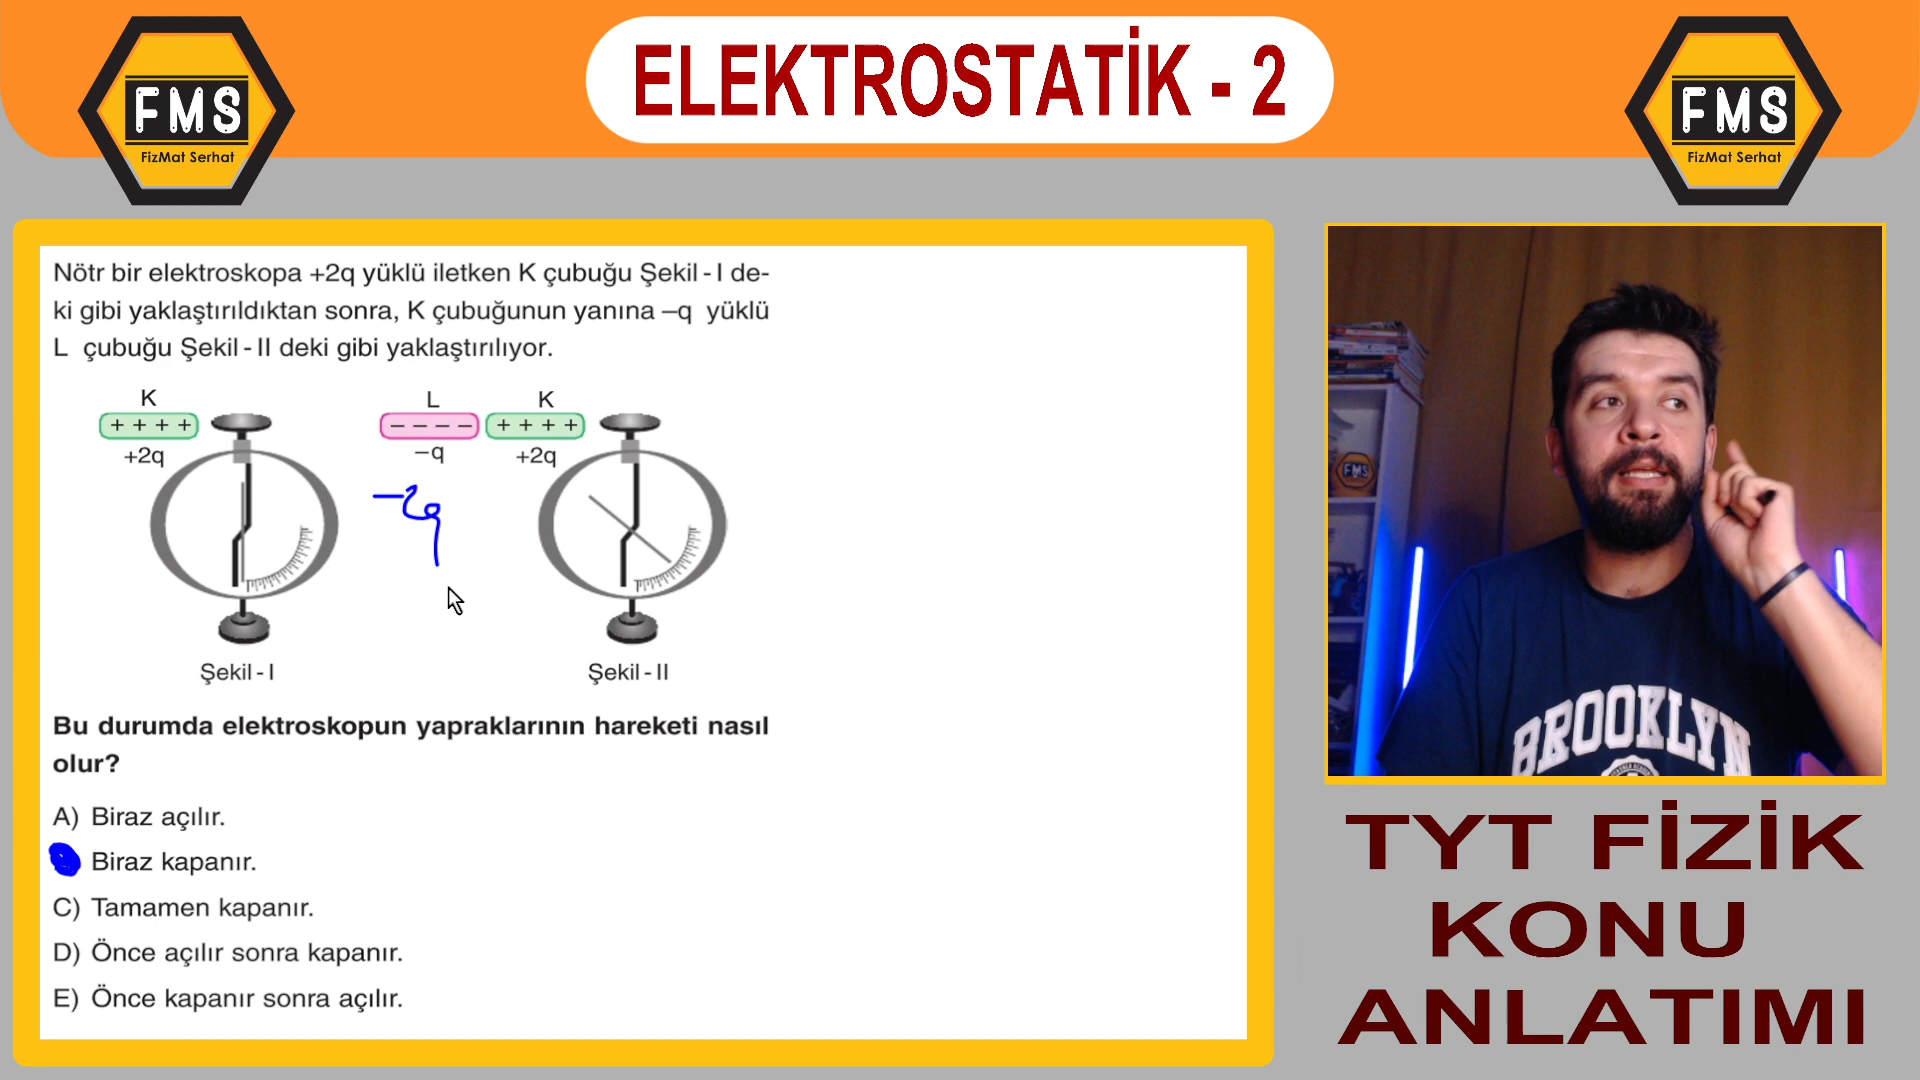 FMS
FizMat Serhat
ELEKTROSTATİK - 2
FMS
FizMat Serhat
Nötr bir elektroskopa +2q yüklü iletken K çubuğu Şekil-I de-
ki gibi yaklaştırıldıktan sonra, K çubuğunun yanına –q yüklü
L çubuğu Şekil-II deki gibi yaklaştırılıyor.
K
+ + + +
+2q
L
– – – –
–q
K
+ + + +
+2q
–2q
Şekil-I
Şekil-II
Bu durumda elektroskopun yapraklarının hareketi nasıl
olur?
A) Biraz açılır.
Biraz kapanır.
C) Tamamen kapanır.
D) Önce açılır sonra kapanır.
E) Önce kapanır sonra açılır.
FMS
BROOKLYN
TYT FİZİK
KONU
ANLATIMI